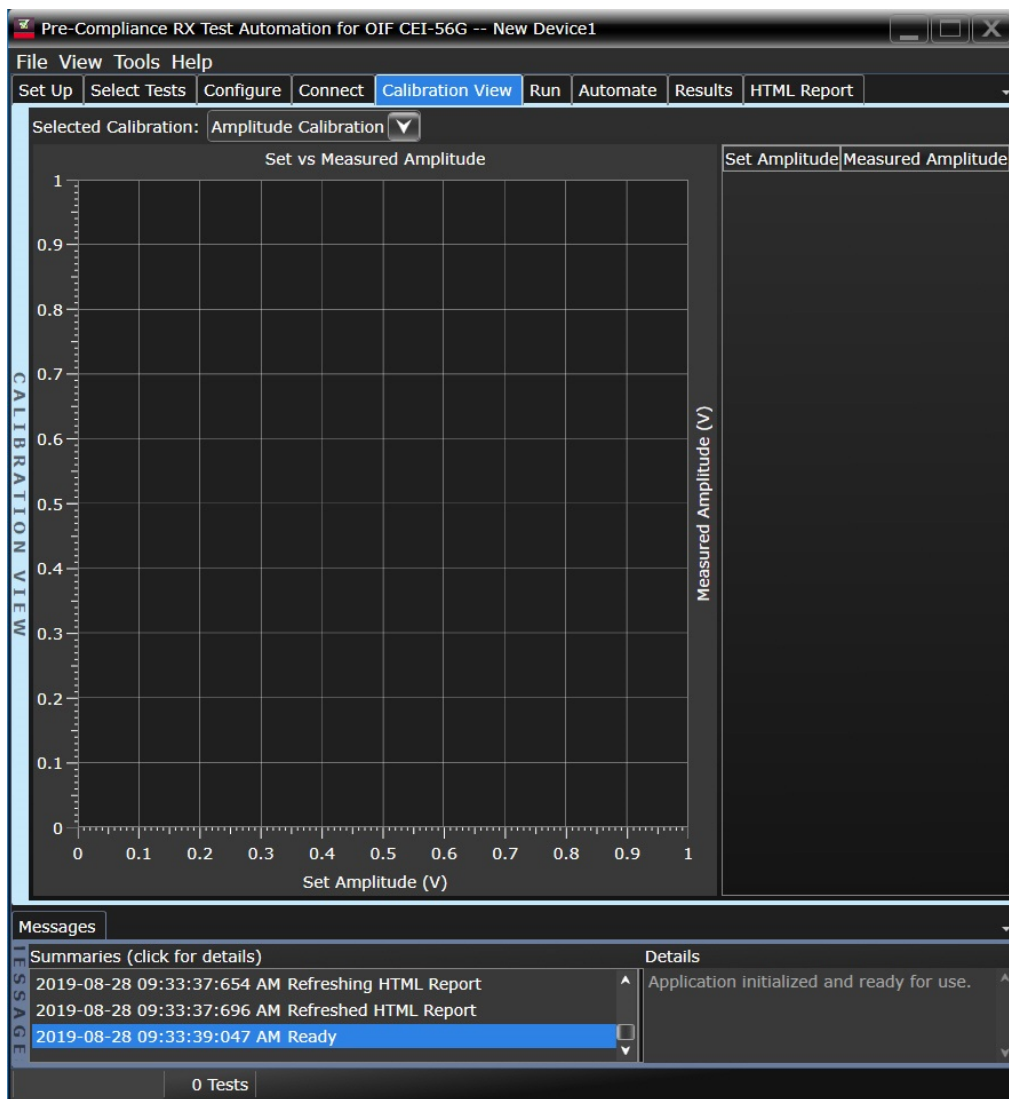 Pre-Compliance RX Test Automation for OIF CEI-56G -- New Device1
File View Tools Help
Set Up Select Tests Configure Connect Calibration View Run Automate Results HTML Report
Selected Calibration: Amplitude Calibration
Set vs Measured Amplitude
Set Amplitude Measured Amplitude
1
0.9
0.8
0.7
0.6
0.5
0.4
0.3
0.2
0.1
0
0 0.1 0.2 0.3 0.4 0.5 0.6 0.7 0.8 0.9 1
Set Amplitude (V)
Measured Amplitude (V)
CALIBRATION VIEW
Messages
Summaries (click for details)
Details
2019-08-28 09:33:37:654 AM Refreshing HTML Report
2019-08-28 09:33:37:696 AM Refreshed HTML Report
2019-08-28 09:33:39:047 AM Ready
Application initialized and ready for use.
0 Tests